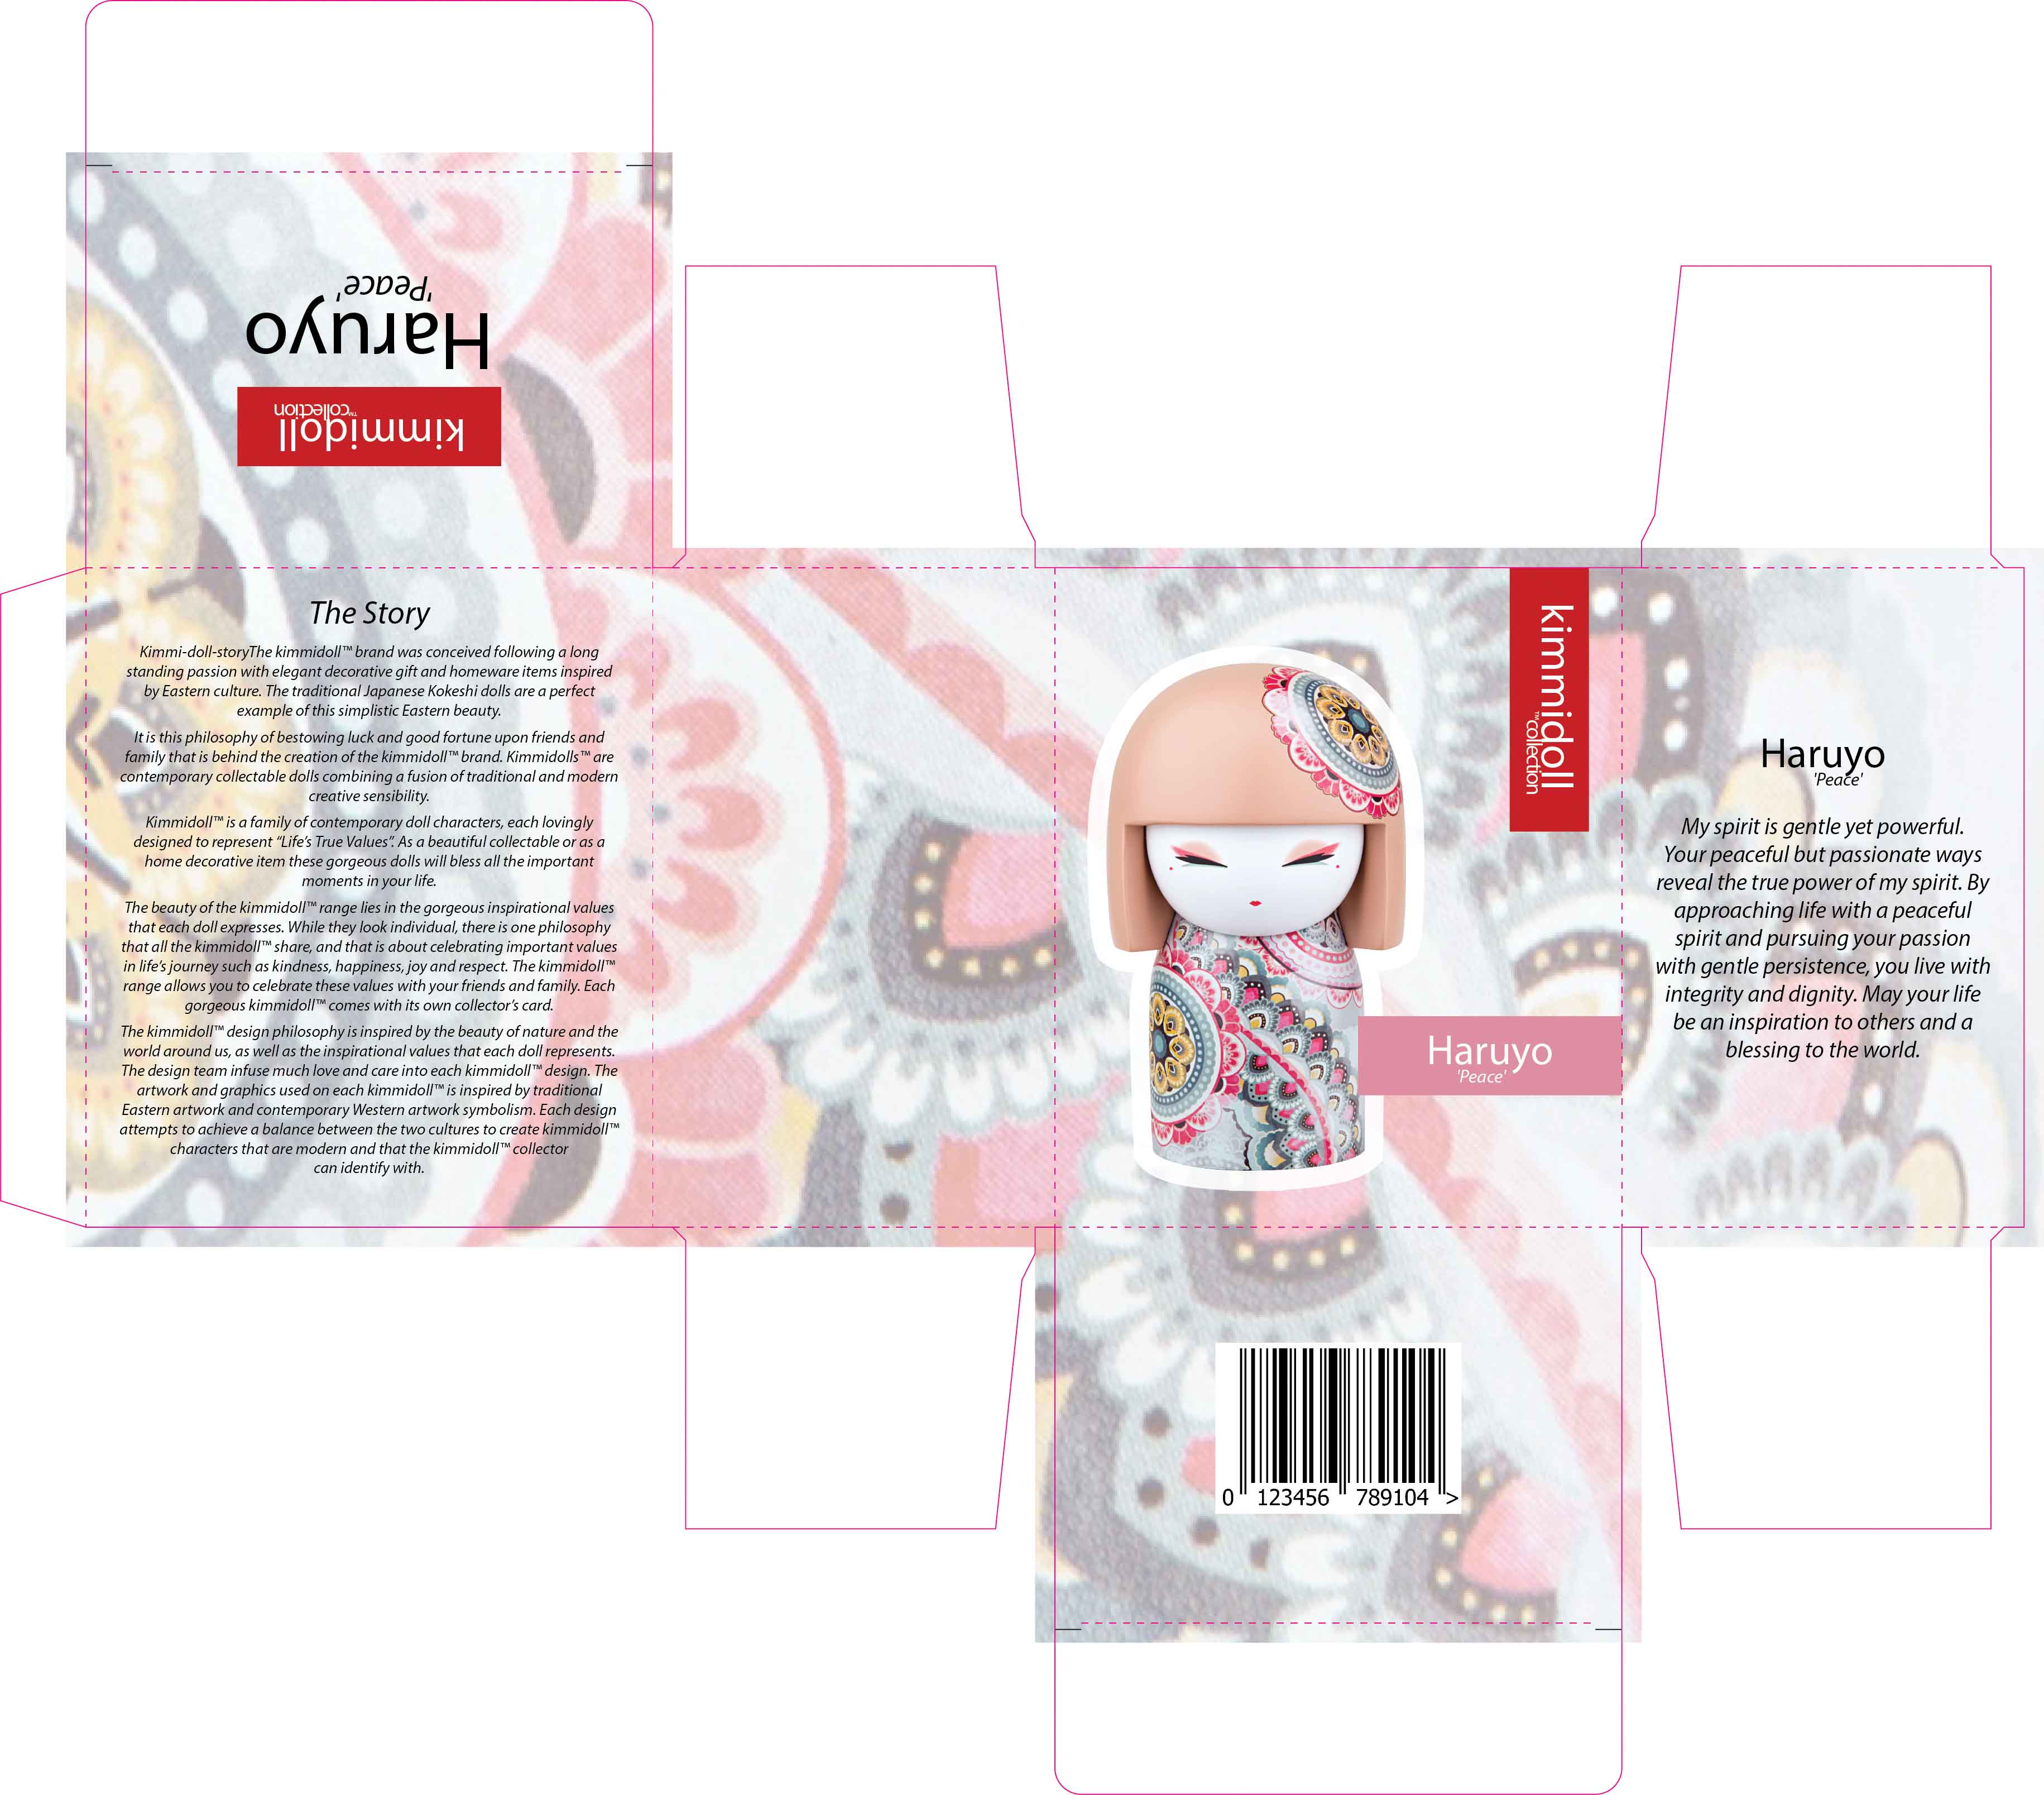 'Peace'
Haruyo
kimmidoll
™collection
The Story
Kimmi-doll-storyThe kimmidoll™ brand was conceived following a long
standing passion with elegant decorative gift and homeware items inspired
by Eastern culture. The traditional Japanese Kokeshi dolls are a perfect
example of this simplistic Eastern beauty.
It is this philosophy of bestowing luck and good fortune upon friends and
family that is behind the creation of the kimmidoll™ brand. Kimmidolls™ are
contemporary collectable dolls combining a fusion of traditional and modern
creative sensibility.
Kimmidoll™ is a family of contemporary doll characters, each lovingly
designed to represent “Life’s True Values”. As a beautiful collectable or as a
home decorative item these gorgeous dolls will bless all the important
moments in your life.
The beauty of the kimmidoll™ range lies in the gorgeous inspirational values
that each doll expresses. While they look individual, there is one philosophy
that all the kimmidoll™ share, and that is about celebrating important values
in life’s journey such as kindness, happiness, joy and respect. The kimmidoll™
range allows you to celebrate these values with your friends and family. Each
gorgeous kimmidoll™ comes with its own collector’s card.
The kimmidoll™ design philosophy is inspired by the beauty of nature and the
world around us, as well as the inspirational values that each doll represents.
The design team infuse much love and care into each kimmidoll™ design. The
artwork and graphics used on each kimmidoll™ is inspired by traditional
Eastern artwork and contemporary Western artwork symbolism. Each design
attempts to achieve a balance between the two cultures to create kimmidoll™
characters that are modern and that the kimmidoll™ collector
can identify with.
kimmidoll
™collection
Haruyo
'Peace'
Haruyo
'Peace'
My spirit is gentle yet powerful.
Your peaceful but passionate ways
reveal the true power of my spirit. By
approaching life with a peaceful
spirit and pursuing your passion
with gentle persistence, you live with
integrity and dignity. May your life
be an inspiration to others and a
blessing to the world.
0 123456 789104 >